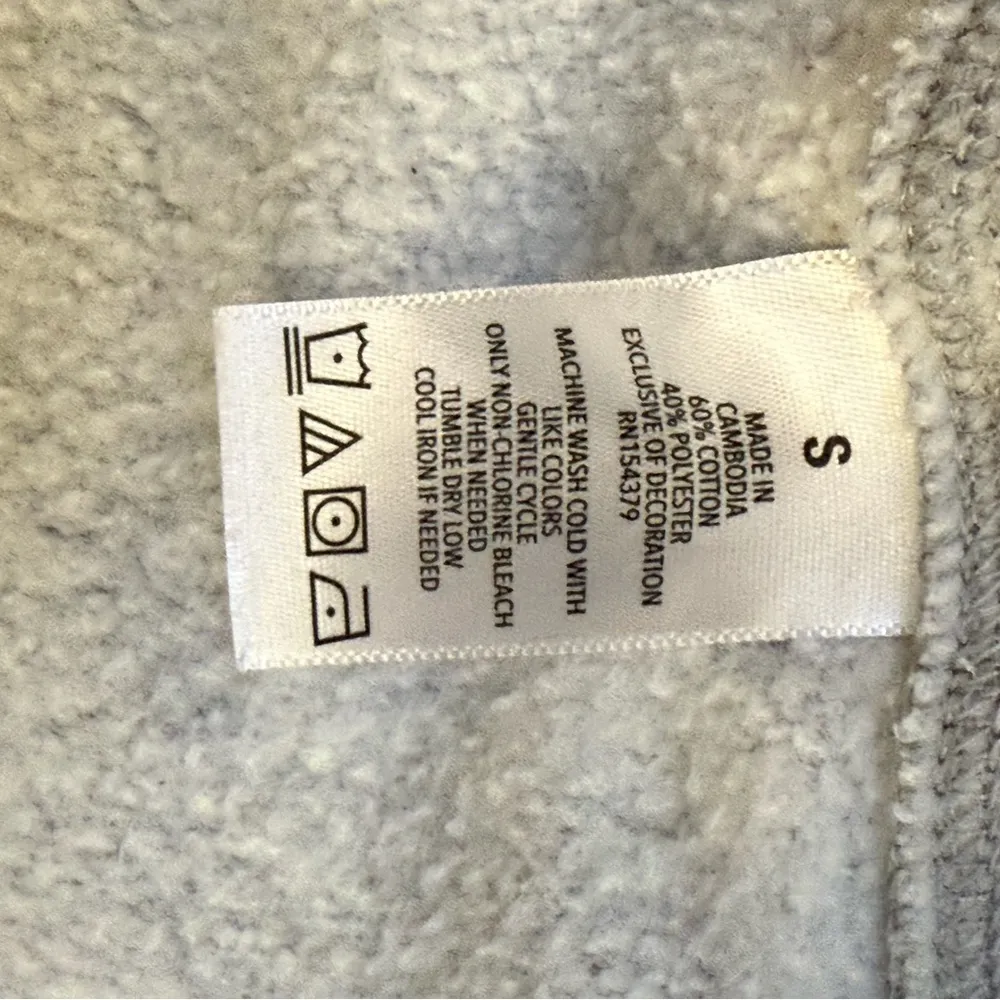 S
MADE IN
CAMBODIA
60% COTTON
40% POLYESTER
EXCLUSIVE OF DECORATION
RN154379
MACHINE WASH COLD WITH
LIKE COLORS
GENTLE CYCLE
ONLY NON-CHLORINE BLEACH
WHEN NEEDED
TUMBLE DRY LOW
COOL IRON IF NEEDED